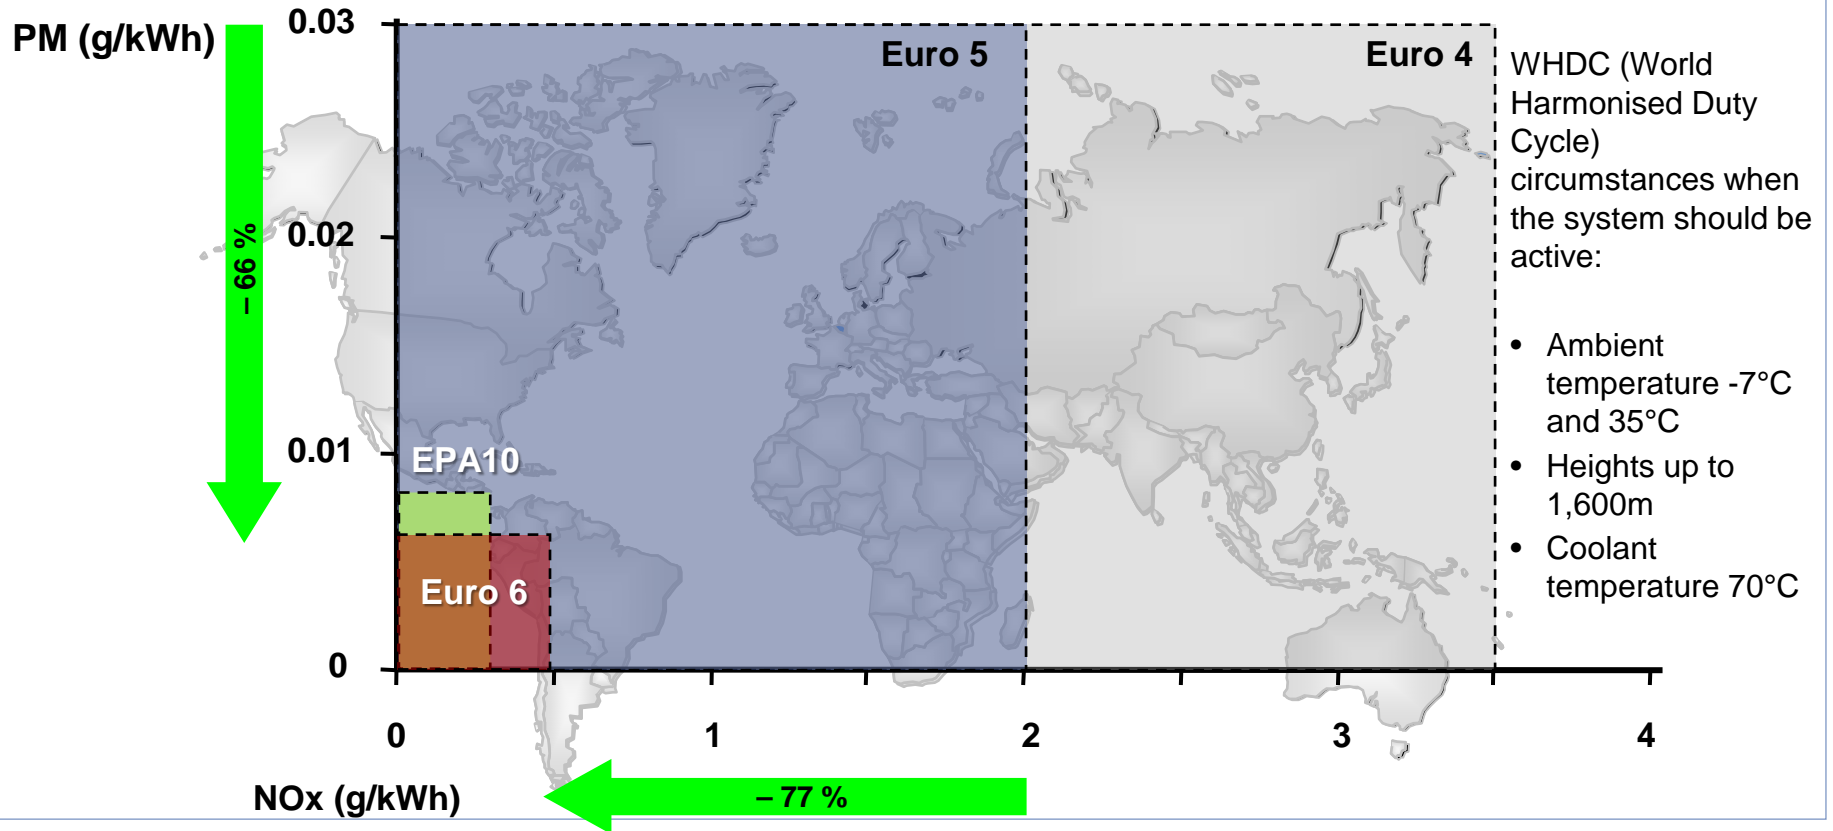 PM (g/kWh)
0.03
0.02
0.01
0
– 66 %
Euro 5
Euro 4
EPA10
Euro 6
0
1
2
3
4
NOx (g/kWh)
– 77 %
WHDC (World
Harmonised Duty
Cycle)
circumstances when
the system should be
active:
• Ambient
temperature -7°C
and 35°C
• Heights up to
1,600m
• Coolant
temperature 70°C